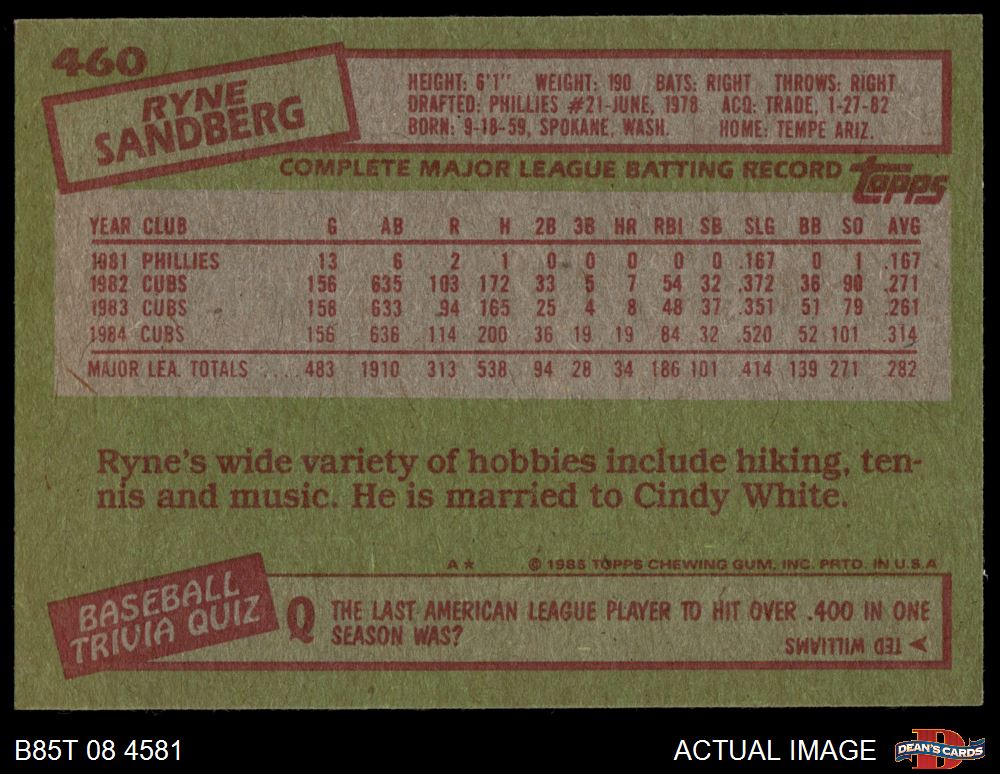 460
RYNE
SANDBERG
HEIGHT: 6'1" WEIGHT: 190 BATS: RIGHT THROWS: RIGHT
DRAFTED: PHILLIES #21-JUNE, 1978 ACQ: TRADE, 1-27-82
BORN: 9-18-59, SPOKANE, WASH. HOME: TEMPE ARIZ.
COMPLETE MAJOR LEAGUE BATTING RECORD
Topps
YEAR CLUB G AB R H 2B 3B HR RBI SB SLG BB SO AVG
1981 PHILLIES 13 6 2 1 0 0 0 0 0 .167 0 1 .167
1982 CUBS 156 635 103 172 33 5 7 54 32 .372 36 90 .271
1983 CUBS 158 633 94 165 25 4 8 48 37 .351 51 79 .261
1984 CUBS 156 636 114 200 36 19 19 84 32 .520 52 101 .314
MAJOR LEA. TOTALS .... 483 1910 313 538 94 28 34 186 101 .414 139 271 .282
Ryne's wide variety of hobbies include hiking, ten-
nis and music. He is married to Cindy White.
A* © 1985 TOPPS CHEWING GUM, INC. PRTD. IN U.S.A
BASEBALL
TRIVIA QUIZ
Q THE LAST AMERICAN LEAGUE PLAYER TO HIT OVER .400 IN ONE
SEASON WAS?
TED WILLIAMS
B85T 08 4581
ACTUAL IMAGE
D
DEAN'S CARDS